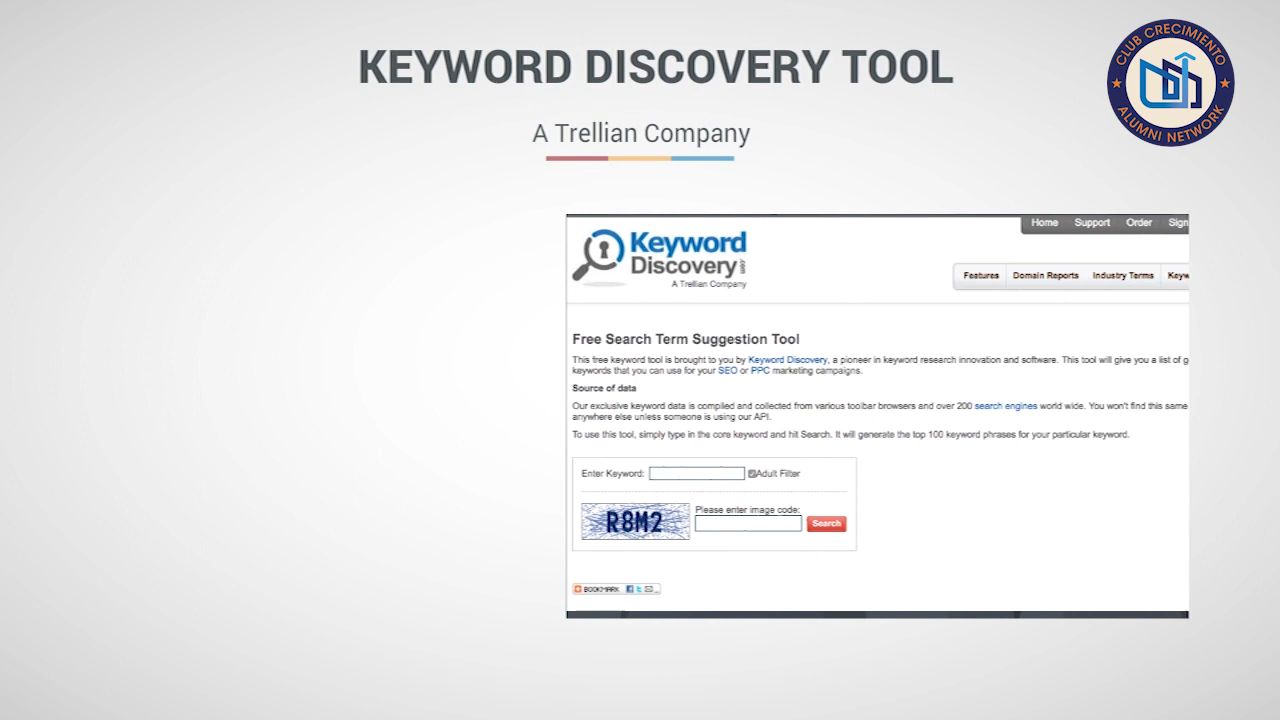 KEYWORD DISCOVERY TOOL
CLUB CRECIMIENTO
ALUMNI NETWORK
A Trellian Company
Home Support Order Sign
Keyword
Discovery.com
A Trellian Company
Features Domain Reports Industry Terms Keyw
Free Search Term Suggestion Tool
This free keyword tool is brought to you by Keyword Discovery, a pioneer in keyword research innovation and software. This tool will give you a list of g
keywords that you can use for your SEO or PPC marketing campaigns.
Source of data
Our exclusive keyword data is compiled and collected from various toolbar browsers and over 200 search engines world wide. You won't find this same
anywhere else unless someone is using our API.
To use this tool, simply type in the core keyword and hit Search. It will generate the top 100 keyword phrases for your particular keyword.
Enter Keyword: Adult Filter
R8M2
Please enter image code:
Search
BOOKMARK